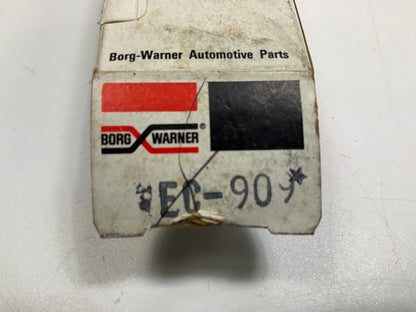 Borg-Warner Automotive Parts
BORG WARNER®
*EC-909*